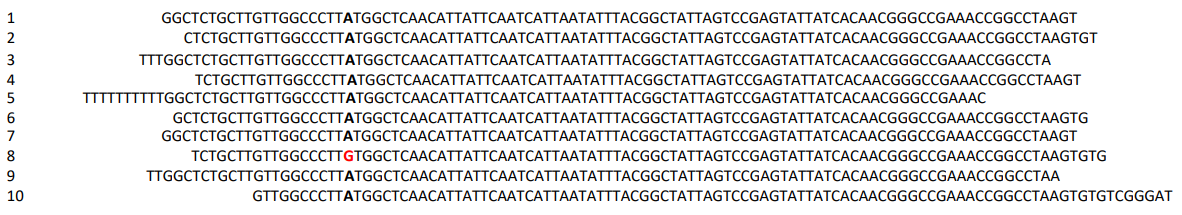 1 GGCTCTGCTTGTTGGCCCTTATGGCTCAACATTATTCAATCATTAATATTTACGGCTATTAGTCCGAGTATTATCACAACGGGCCGAAACCGGCCTAAGT
2 CTCTGCTTGTTGGCCCTTATGGCTCAACATTATTCAATCATTAATATTTACGGCTATTAGTCCGAGTATTATCACAACGGGCCGAAACCGGCCTAAGTGT
3 TTTGGCTCTGCTTGTTGGCCCTTATGGCTCAACATTATTCAATCATTAATATTTACGGCTATTAGTCCGAGTATTATCACAACGGGCCGAAACCGGCCTA
4 TCTGCTTGTTGGCCCTTATGGCTCAACATTATTCAATCATTAATATTTACGGCTATTAGTCCGAGTATTATCACAACGGGCCGAAACCGGCCTAAGT
5 TTTTTTTTTTGGCTCTGCTTGTTGGCCCTTATGGCTCAACATTATTCAATCATTAATATTTACGGCTATTAGTCCGAGTATTATCACAACGGGCCGAAAC
6 GCTCTGCTTGTTGGCCCTTATGGCTCAACATTATTCAATCATTAATATTTACGGCTATTAGTCCGAGTATTATCACAACGGGCCGAAACCGGCCTAAGTG
7 GGCTCTGCTTGTTGGCCCTTATGGCTCAACATTATTCAATCATTAATATTTACGGCTATTAGTCCGAGTATTATCACAACGGGCCGAAACCGGCCTAAGT
8 TCTGCTTGTTGGCCCTTGTGGCTCAACATTATTCAATCATTAATATTTACGGCTATTAGTCCGAGTATTATCACAACGGGCCGAAACCGGCCTAAGTGTG
9 TTGGCTCTGCTTGTTGGCCCTTATGGCTCAACATTATTCAATCATTAATATTTACGGCTATTAGTCCGAGTATTATCACAACGGGCCGAAACCGGCCTAA
10 GTTGGCCCTTATGGCTCAACATTATTCAATCATTAATATTTACGGCTATTAGTCCGAGTATTATCACAACGGGCCGAAACCGGCCTAAGTGTGTCGGGAT